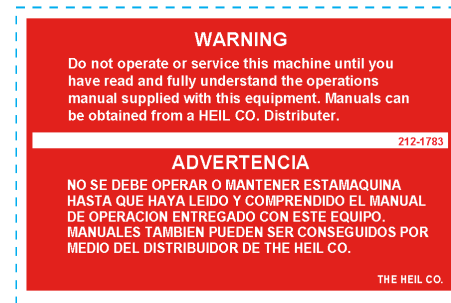 WARNING
Do not operate or service this machine until you
have read and fully understand the operations
manual supplied with this equipment. Manuals can
be obtained from a HEIL CO. Distributer.
212-1783
ADVERTENCIA
NO SE DEBE OPERAR O MANTENER ESTAMAQUINA
HASTA QUE HAYA LEIDO Y COMPRENDIDO EL MANUAL
DE OPERACION ENTREGADO CON ESTE EQUIPO.
MANUALES TAMBIEN PUEDEN SER CONSEGUIDOS POR
MEDIO DEL DISTRIBUIDOR DE THE HEIL CO.
THE HEIL CO.